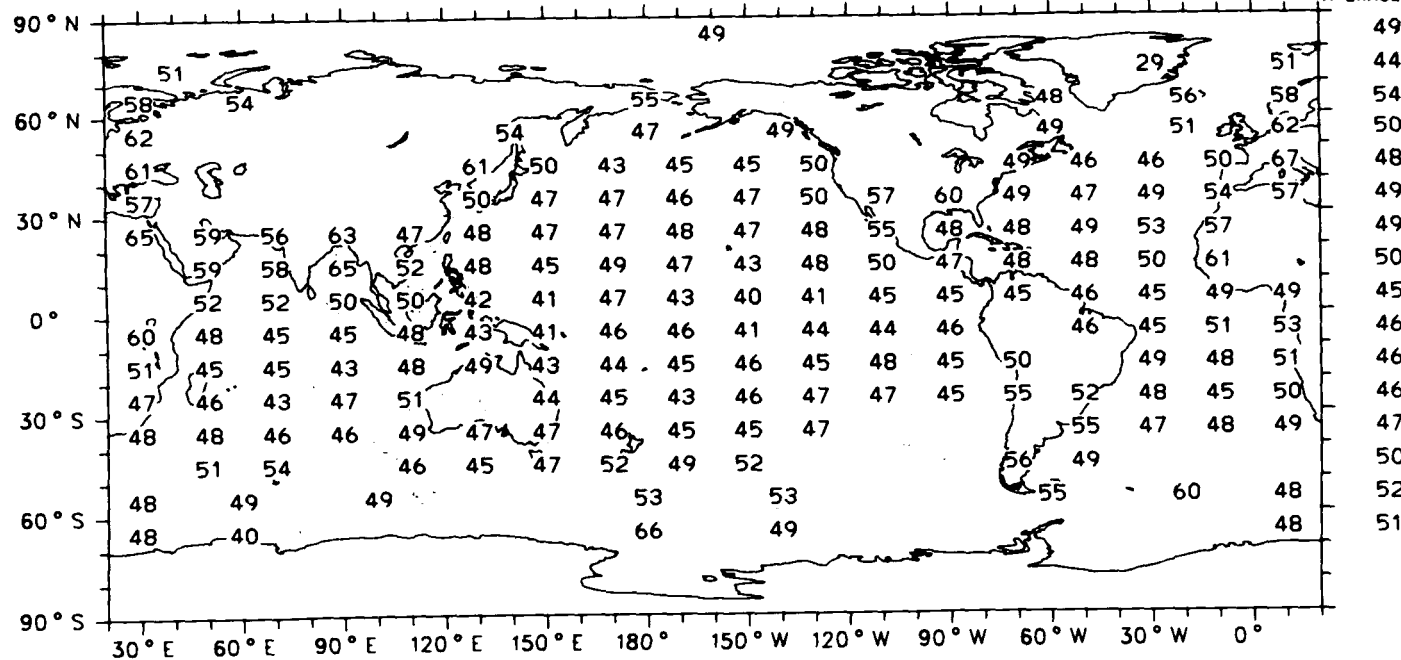 90°N 49 49
51 29 51 44
58 54 55 48 56 58 54
60°N 62 54 47 49 49 51 62 50
61 61 50 43 45 45 50 49 46 46 50 67 48
57 50 47 47 46 47 50 57 60 49 47 49 54 57 49
30°N 65 59 56 63 47 48 47 47 48 47 48 55 48 48 49 53 57 49
59 58 65 52 48 45 49 47 43 48 50 47 48 48 50 61 50
52 52 50 50 42 41 47 43 40 41 45 45 45 46 45 49 49 45
0° 60 48 45 45 48 43 41 46 46 41 44 44 46 46 45 51 53 46
51 45 45 43 48 49 43 44 45 46 45 48 45 50 49 48 51 46
47 46 43 47 51 44 45 43 46 47 47 45 55 52 48 45 50 46
30°S 48 48 46 46 49 47 47 46 45 45 47 55 47 48 49 47
51 54 46 45 47 52 49 52 56 49 50
48 49 49 53 53 55 60 48 52
60°S 48 40 66 49 48 51
90°S
30°E 60°E 90°E 120°E 150°E 180° 150°W 120°W 90°W 60°W 30°W 0°